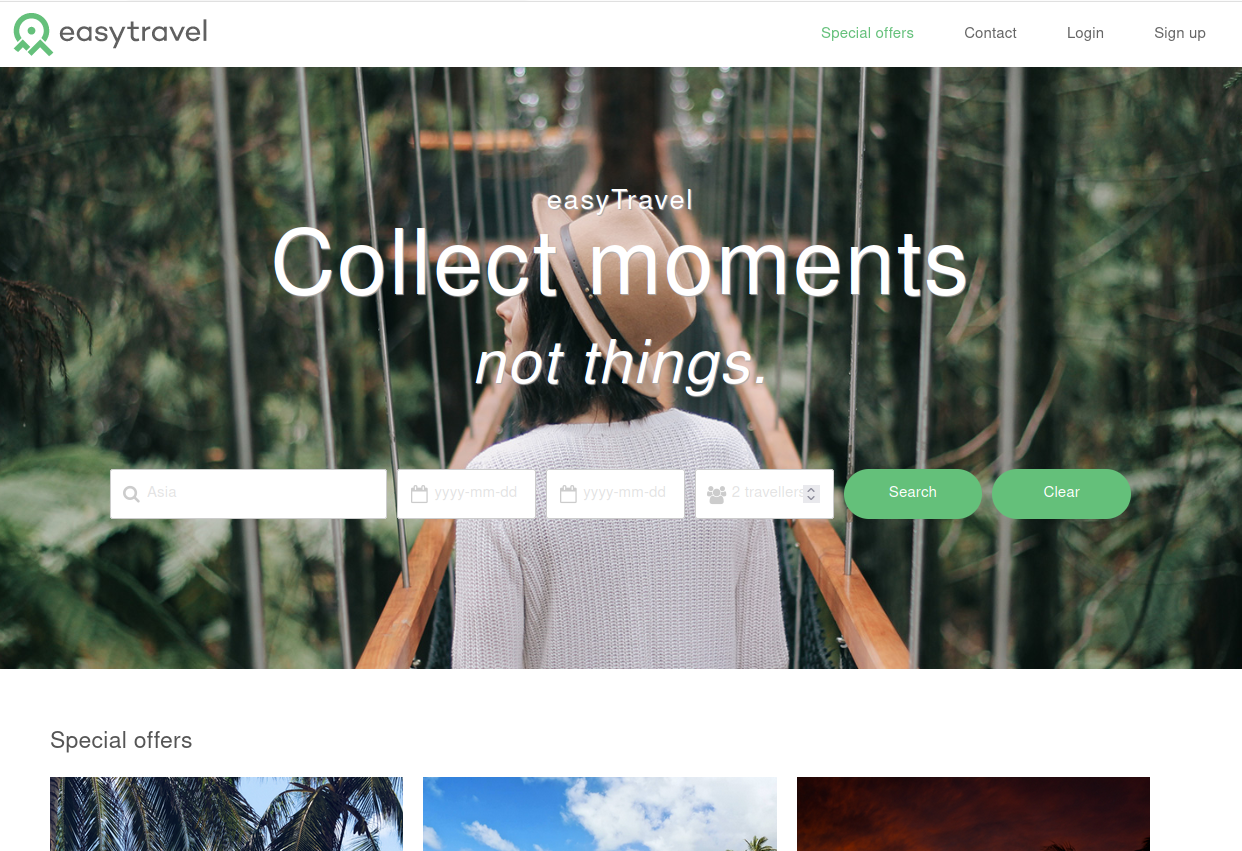 easytravel
Special offers
Contact
Login
Sign up
easyTravel
Collect moments
not things.
Asia
yyyy-mm-dd
yyyy-mm-dd
2 travellers
Search
Clear
Special offers